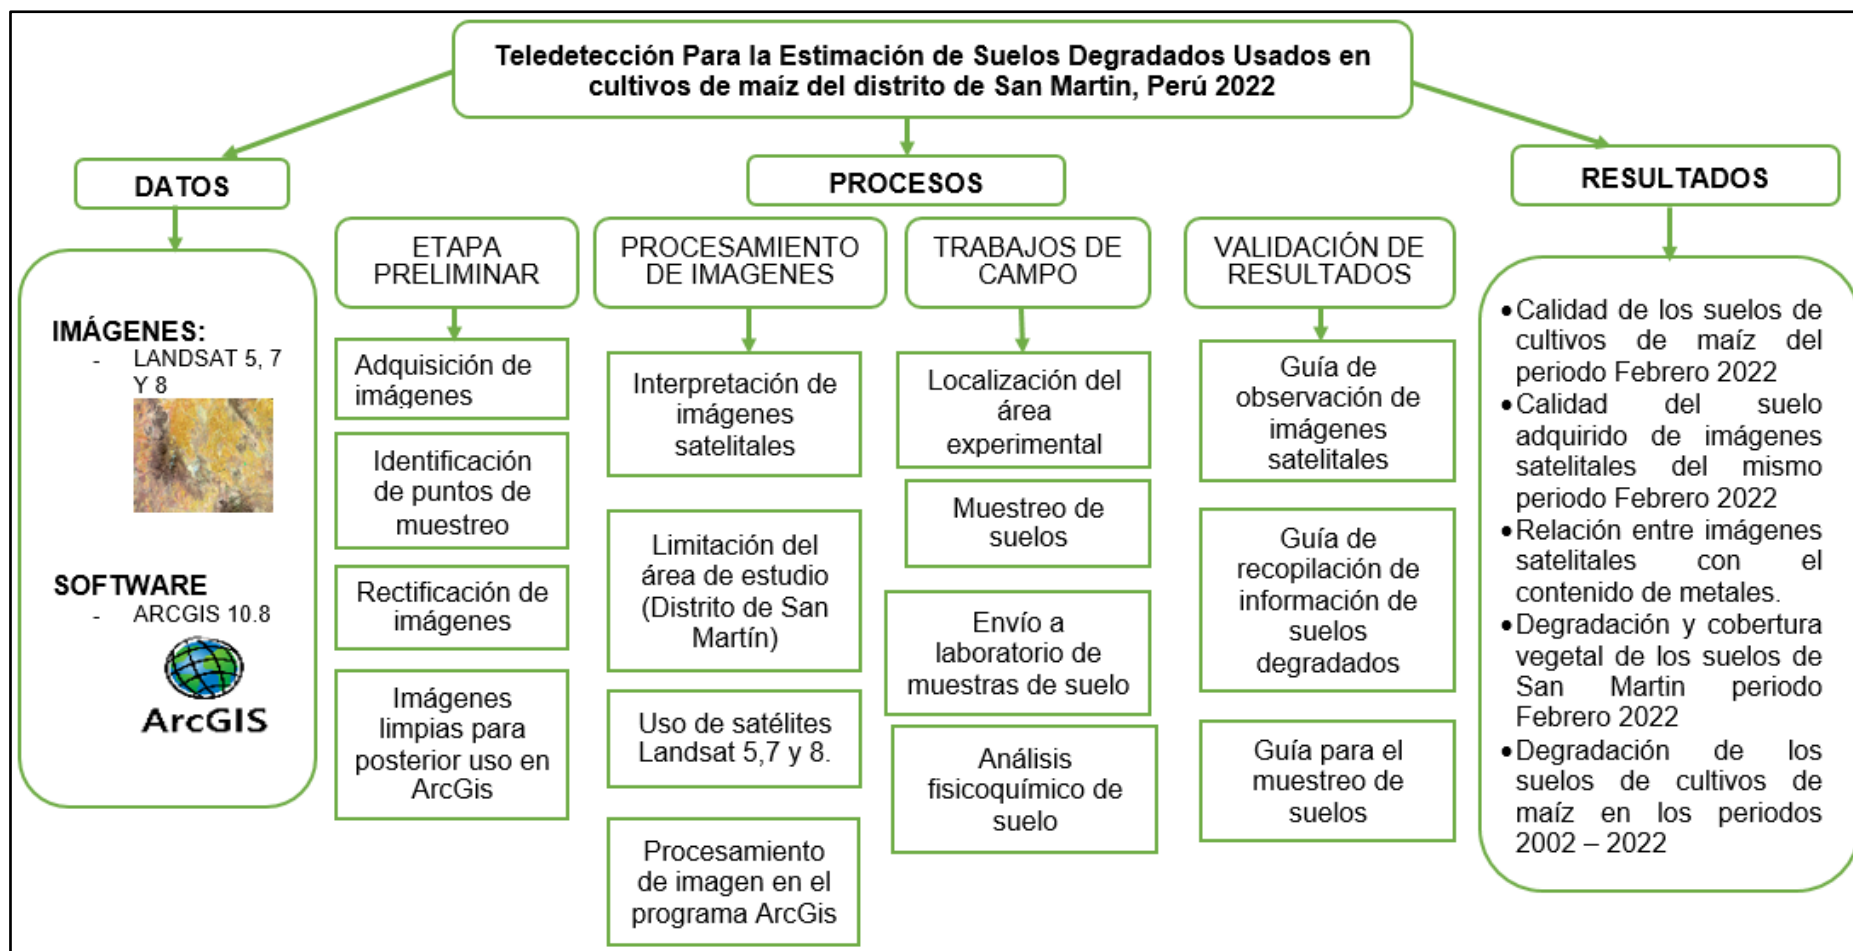 Teledetección Para la Estimación de Suelos Degradados Usados en
cultivos de maíz del distrito de San Martin, Perú 2022
DATOS
IMÁGENES:
- LANDSAT 5, 7
Y 8
SOFTWARE
- ARCGIS 10.8
ArcGIS
PROCESOS
ETAPA
PRELIMINAR
Adquisición de
imágenes
Identificación
de puntos de
muestreo
Rectificación de
imágenes
Imágenes
limpias para
posterior uso en
ArcGis
PROCESAMIENTO
DE IMAGENES
Interpretación de
imágenes
satelitales
Limitación del
área de estudio
(Distrito de San
Martín)
Uso de satélites
Landsat 5,7 y 8.
Procesamiento
de imagen en el
programa ArcGis
TRABAJOS DE
CAMPO
Localización del
área
experimental
Muestreo de
suelos
Envío a
laboratorio de
muestras de suelo
Análisis
fisicoquímico de
suelo
VALIDACIÓN DE
RESULTADOS
Guía de
observación de
imágenes
satelitales
Guía de
recopilación de
información de
suelos
degradados
Guía para el
muestreo de
suelos
RESULTADOS
• Calidad de los suelos de
cultivos de maíz del
periodo Febrero 2022
• Calidad del suelo
adquirido de imágenes
satelitales del mismo
periodo Febrero 2022
• Relación entre imágenes
satelitales con el
contenido de metales.
• Degradación y cobertura
vegetal de los suelos de
San Martin periodo
Febrero 2022
• Degradación de los
suelos de cultivos de
maíz en los periodos
2002 – 2022